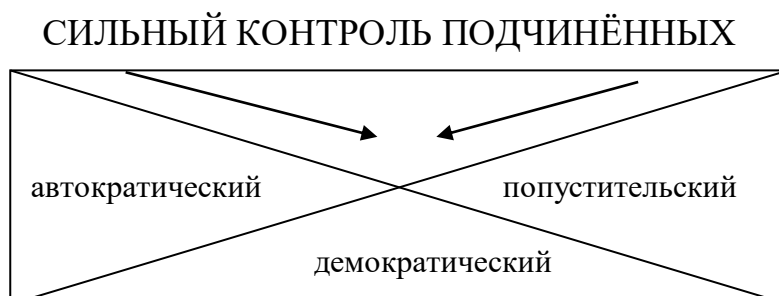 СИЛЬНЫЙ КОНТРОЛЬ ПОДЧИНЁННЫХ
автократический попустительский
демократический